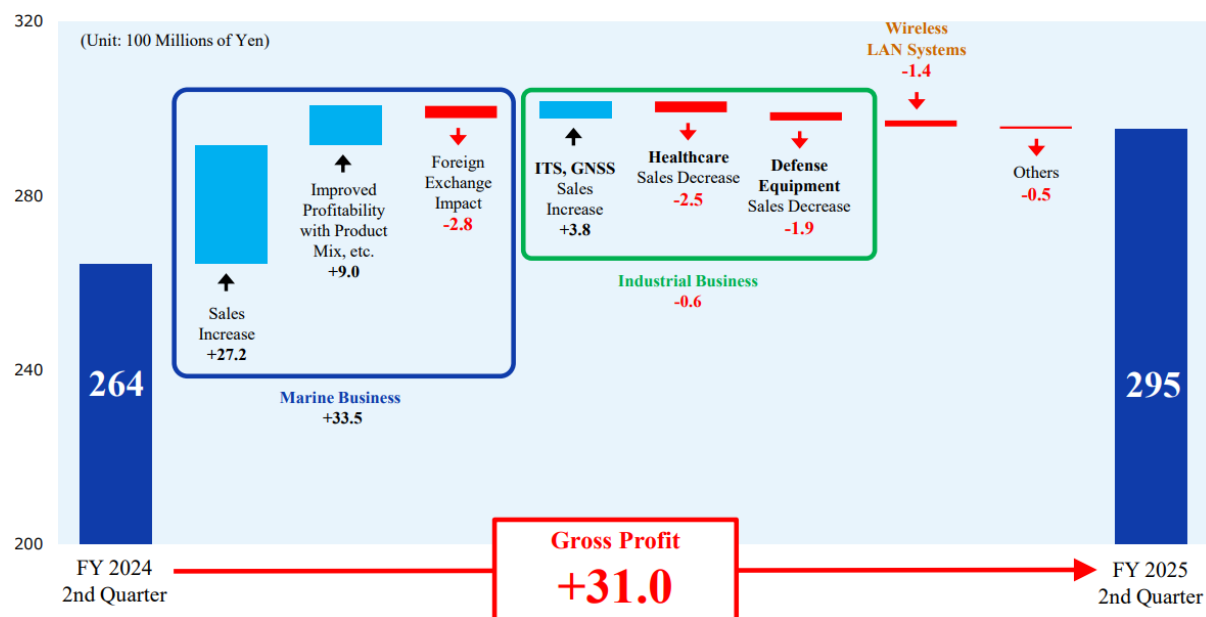 320
(Unit: 100 Millions of Yen)
280
240
200
264
FY 2024
2nd Quarter
Sales
Increase
+27.2
Improved
Profitability
with Product
Mix, etc.
+9.0
Foreign
Exchange
Impact
-2.8
Marine Business
+33.5
ITS, GNSS
Sales
Increase
+3.8
Healthcare
Sales Decrease
-2.5
Defense
Equipment
Sales Decrease
-1.9
Industrial Business
-0.6
Wireless
LAN Systems
-1.4
Others
-0.5
295
FY 2025
2nd Quarter
Gross Profit
+31.0